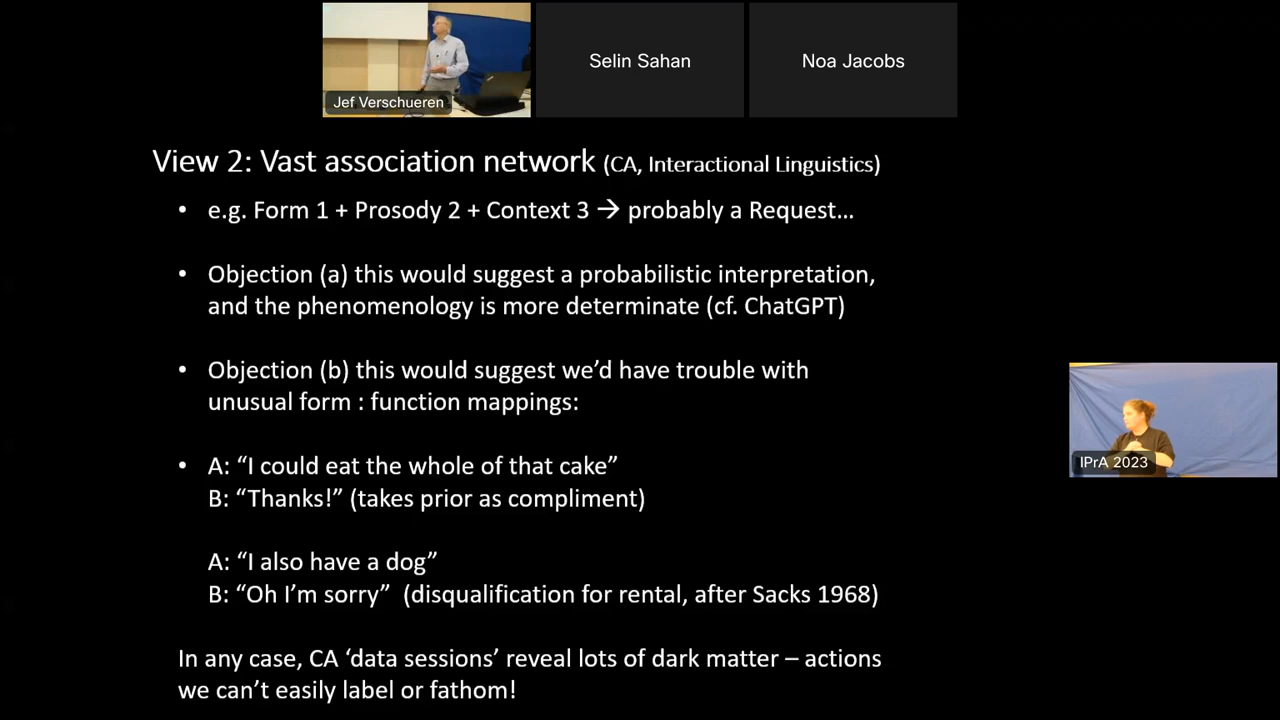 Jef Verschueren
Selin Sahan
Noa Jacobs
View 2: Vast association network (CA, Interactional Linguistics)
• e.g. Form 1 + Prosody 2 + Context 3 → probably a Request…
• Objection (a) this would suggest a probabilistic interpretation,
and the phenomenology is more determinate (cf. ChatGPT)
• Objection (b) this would suggest we’d have trouble with
unusual form : function mappings:
• A: “I could eat the whole of that cake”
B: “Thanks!” (takes prior as compliment)
A: “I also have a dog”
B: “Oh I’m sorry” (disqualification for rental, after Sacks 1968)
In any case, CA ‘data sessions’ reveal lots of dark matter – actions
we can’t easily label or fathom!
IPrA 2023